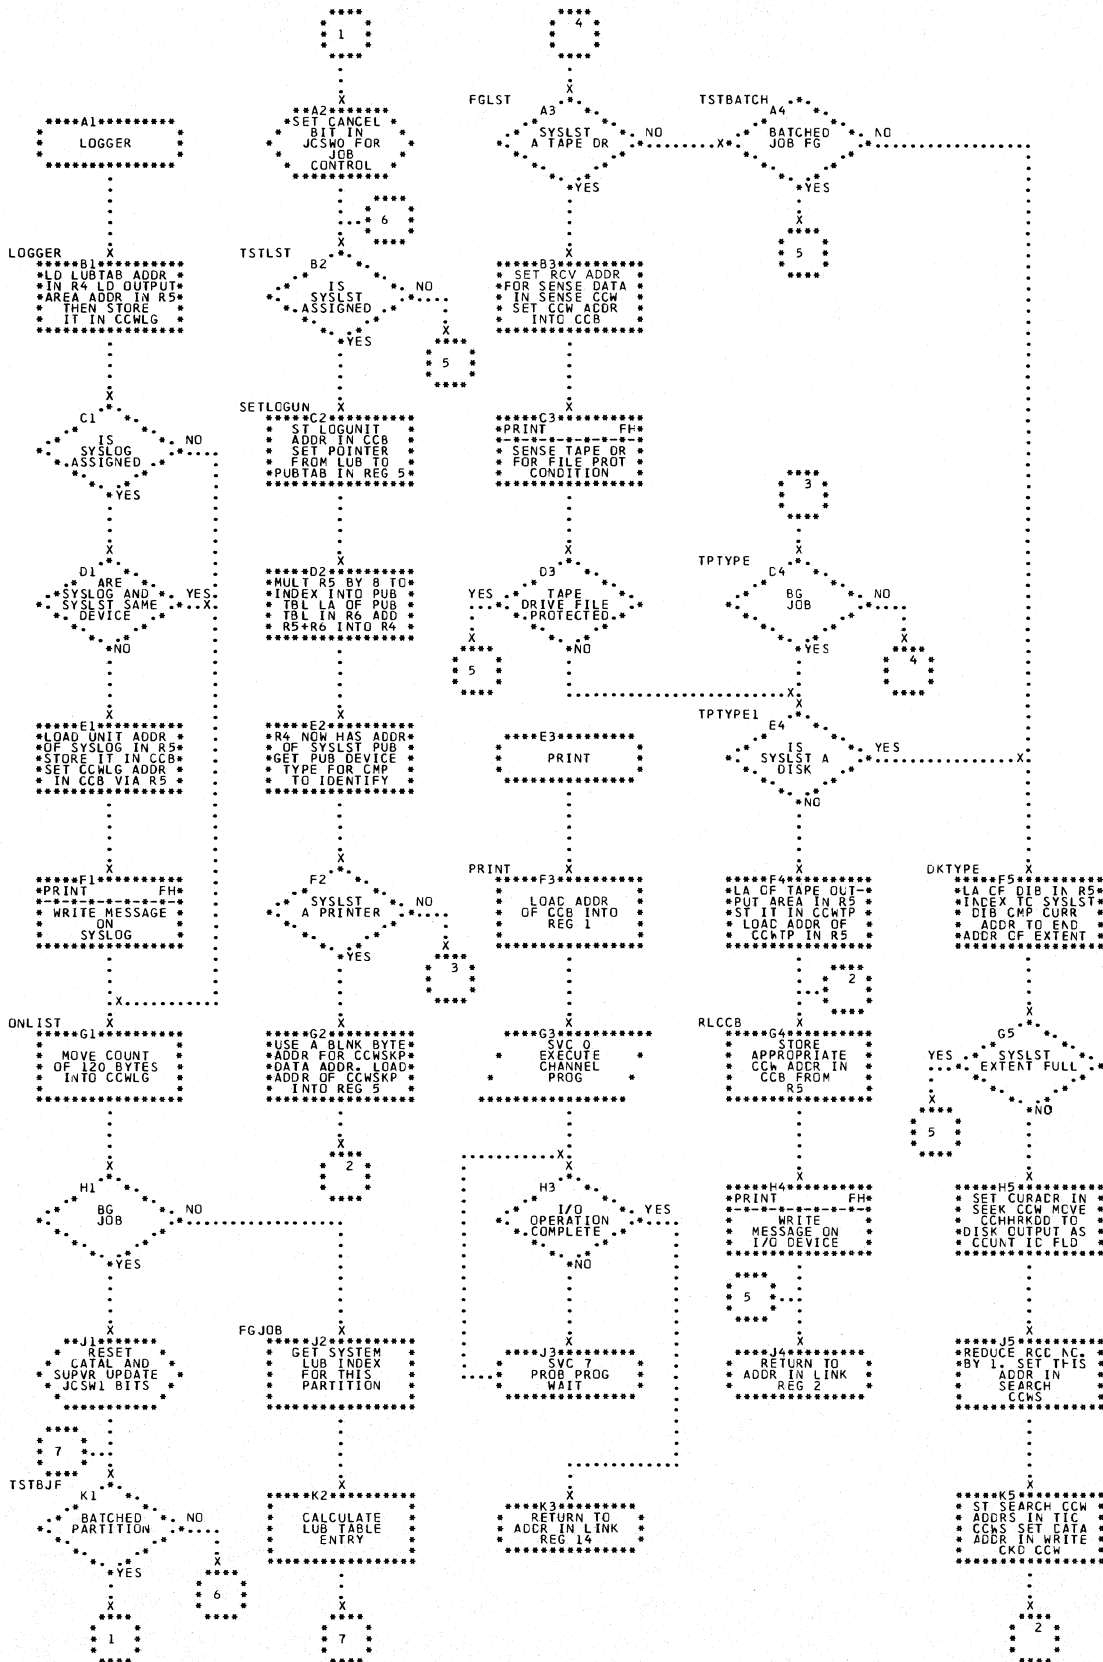 1
A2
SET CANCEL
BIT IN
JCSW0 FOR
JOB
CONTROL
4
FGLST
A3
SYSLST
A TAPE DR
NO
YES
TSTBATCH
A4
BATCHED
JOB FG
NO
YES
5
A1
LOGGER
LOGGER
B1
LD LUBTAB ADDR
IN R4 LD OUTPUT
AREA ADDR IN R5
THEN STORE
IT IN CCWLG
6
TSTLST
B2
IS
SYSLST
ASSIGNED
NO
YES
5
B3
SET RCV ADDR
FOR SENSE DATA
IN SENSE CCW
SET CCW ADDR
INTO CCB
C1
IS
SYSLOG
ASSIGNED
NO
YES
SETLOGUN
C2
ST LOGUNIT
ADDR IN CCB
SET POINTER
FROM LUB TO
PUBTAB IN REG 5
C3
PRINT FH
SENSE TAPE DR
FOR FILE PROT
CONDITION
3
D1
ARE
SYSLOG AND
SYSLST SAME
DEVICE
YES
NO
D2
MULT R5 BY 8 TO
INDEX INTO PUB
TBL LA OF PUB
TBL IN R6 ADD
R5+R6 INTO R4
D3
TAPE
DRIVE FILE
PROTECTED
YES
NO
5
TPTYPE
D4
BG
JOB
NO
YES
4
E1
LOAD UNIT ADDR
OF SYSLOG IN R5
STORE IT IN CCB
SET CCWLG ADDR
IN CCB VIA R5
E2
R4 NOW HAS ADDR
OF SYSLST PUB
GET PUB DEVICE
TYPE FOR CMP
TO IDENTIFY
E3
PRINT
TPTYPE1
E4
IS
SYSLST A
DISK
YES
NO
F1
PRINT FH
WRITE MESSAGE
ON
SYSLOG
F2
SYSLST
A PRINTER
NO
YES
3
PRINT
F3
LOAD ADDR
OF CCB INTO
REG 1
F4
LA OF TAPE OUT-
PUT AREA IN R5
ST IT IN CCWTP
LOAD ADDR OF
CCWTP IN R5
2
DKTYPE
F5
LA OF DIB IN R5
INDEX TO SYSLST
DIB CMP CURR
ADDR TO END
ADDR OF EXTENT
ONLIST
G1
MOVE COUNT
OF 120 BYTES
INTO CCWLG
G2
USE A BLNK BYTE
ADDR FOR CCWSKP
DATA ADDR. LOAD
ADDR OF CCWSKP
INTO REG 5
2
G3
SVC 0
EXECUTE
CHANNEL
PROG
RLCCB
G4
STORE
APPROPRIATE
CCW ADDR IN
CCB FROM
R5
G5
SYSLST
EXTENT FULL
YES
NO
5
H1
BG
JOB
NO
YES
H3
I/O
OPERATION
COMPLETE
YES
NO
H4
PRINT FH
WRITE
MESSAGE ON
I/O DEVICE
5
H5
SET CURADR IN
SEEK CCW MOVE
CCHHRKDD TO
DISK OUTPUT AS
COUNT IC FLD
J1
RESET
CATAL AND
SUPVR UPDATE
JCSW1 BITS
FGJOB
J2
GET SYSTEM
LUB INDEX
FOR THIS
PARTITION
J3
SVC 7
PROB PROG
WAIT
J4
RETURN TO
ADDR IN LINK
REG 2
J5
REDUCE RCD NO.
BY 1. SET THIS
ADDR IN
SEARCH
CCWS
7
TSTBJF
K1
BATCHED
PARTITION
NO
YES
6
1
K2
CALCULATE
LUB TABLE
ENTRY
7
K3
RETURN TO
ADDR IN LINK
REG 14
K5
ST SEARCH CCW
ADDRS IN TIC
CCWS SET DATA
ADDR IN WRITE
CKD CCW
2